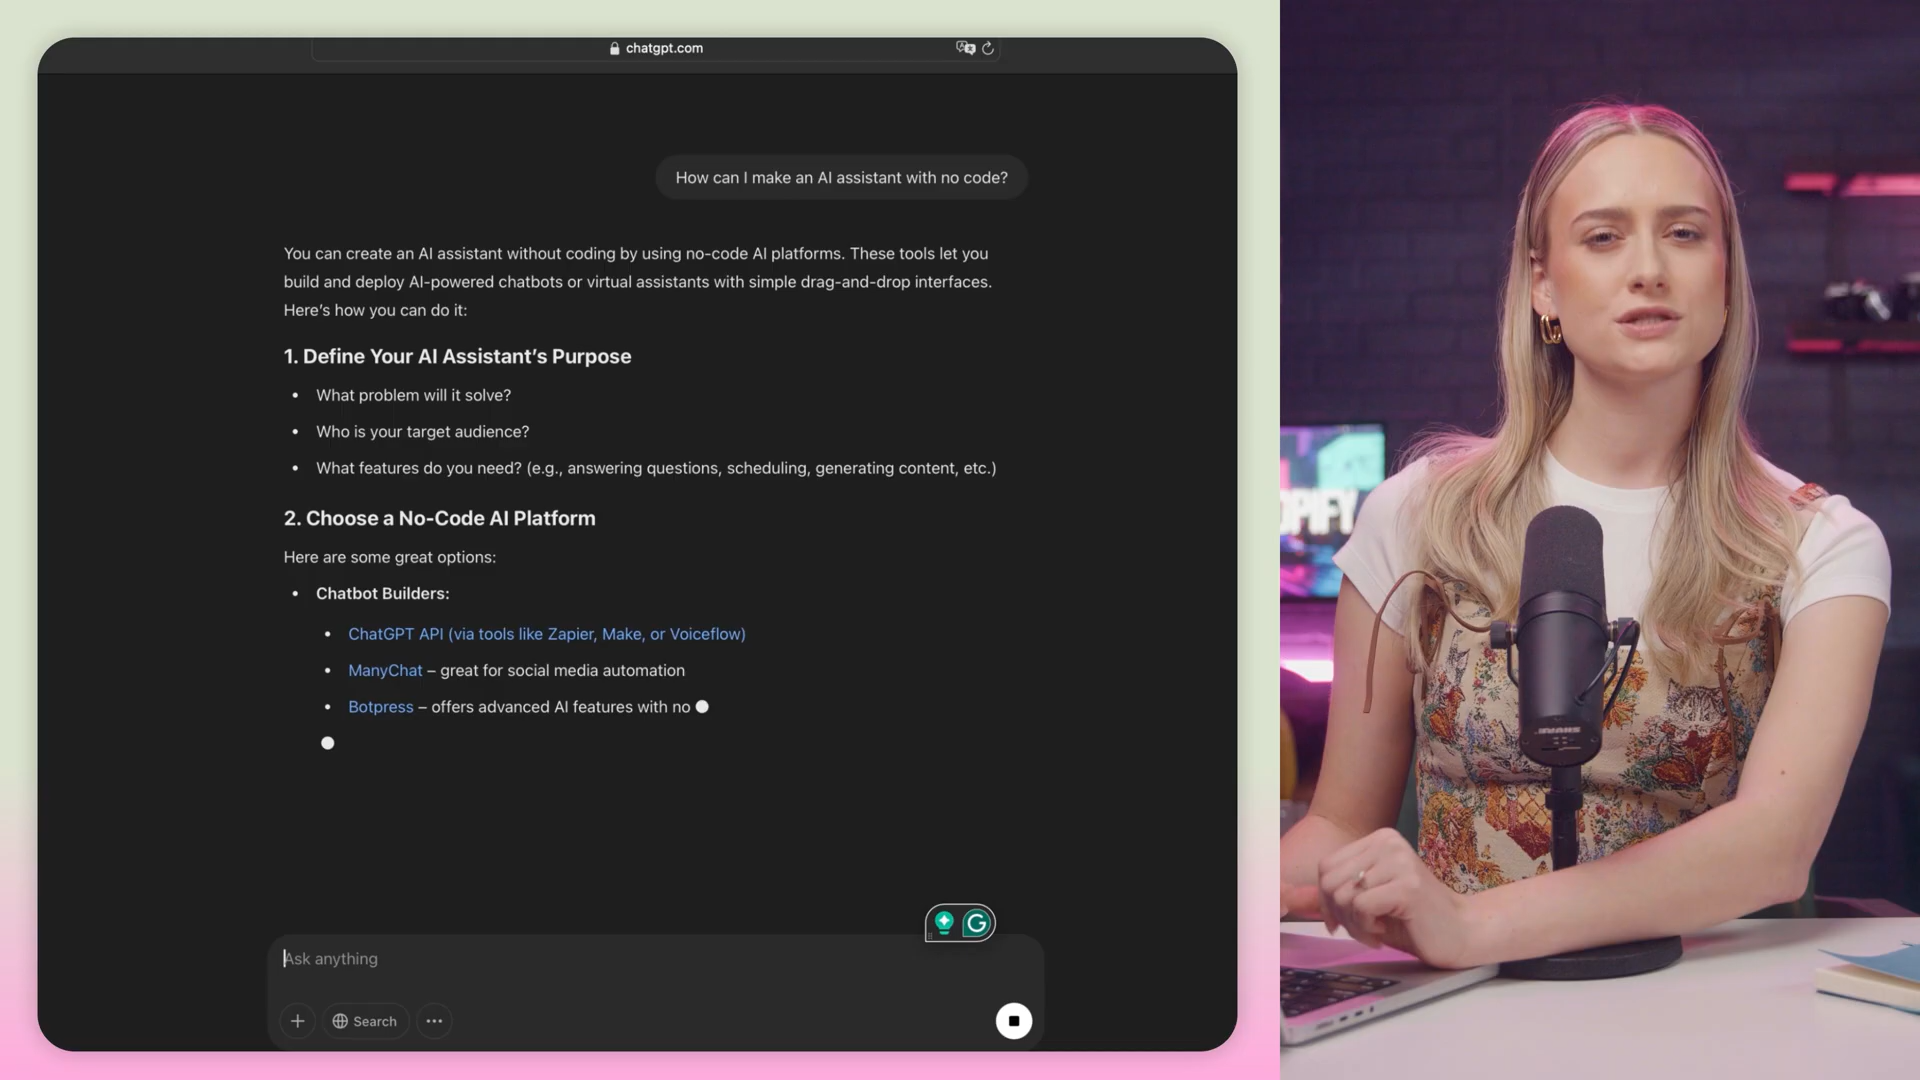 chatgpt.com
How can I make an AI assistant with no code?
You can create an AI assistant without coding by using no-code AI platforms. These tools let you
build and deploy AI-powered chatbots or virtual assistants with simple drag-and-drop interfaces.
Here’s how you can do it:
1. Define Your AI Assistant’s Purpose
• What problem will it solve?
• Who is your target audience?
• What features do you need? (e.g., answering questions, scheduling, generating content, etc.)
2. Choose a No-Code AI Platform
Here are some great options:
• Chatbot Builders:
• ChatGPT API (via tools like Zapier, Make, or Voiceflow)
• ManyChat – great for social media automation
• Botpress – offers advanced AI features with no
Ask anything
Search
OPIFY
SHURE